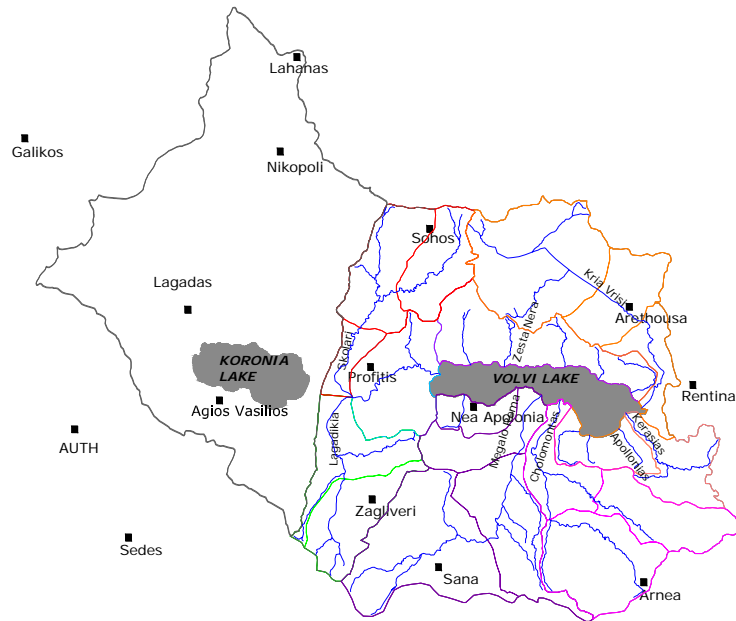 Lahanas
Galikos
Nikopoli
Sohos
Kria Vrisi
Lagadas
Arethousa
Zesta Nera
Skolari
KORONIA
LAKE
Profitis
VOLVI LAKE
Rentina
Agios Vasilios
Nea Apolonia
Megalo Rema
Cholomontas
Kerasias
Apollonias
Lagadikia
AUTH
Zagliveri
Sedes
Sana
Arnea